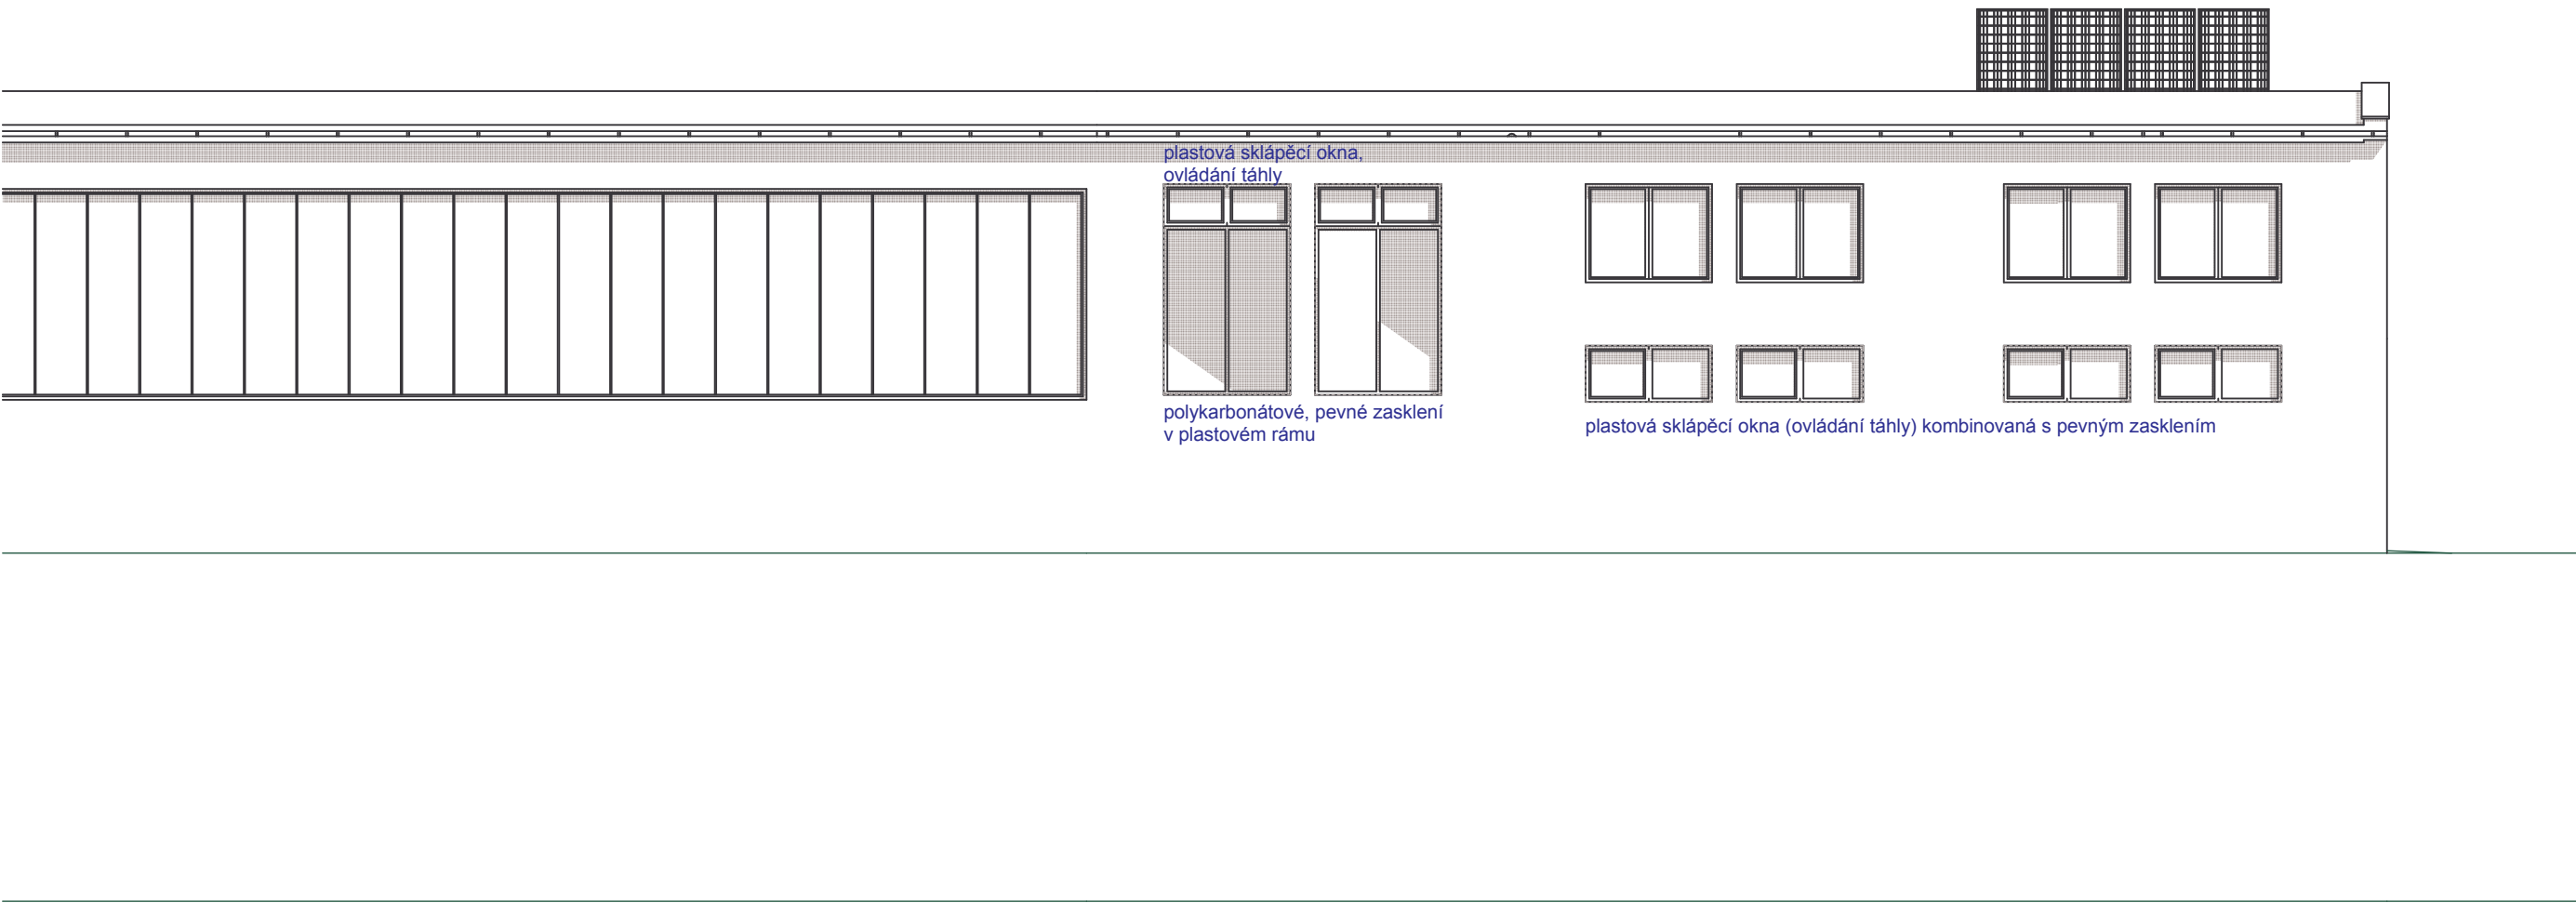 plastová sklápěcí okna,
ovládání táhly
polykarbonátové, pevné zasklení
v plastovém rámu
plastová sklápěcí okna (ovládání táhly) kombinovaná s pevným zasklením